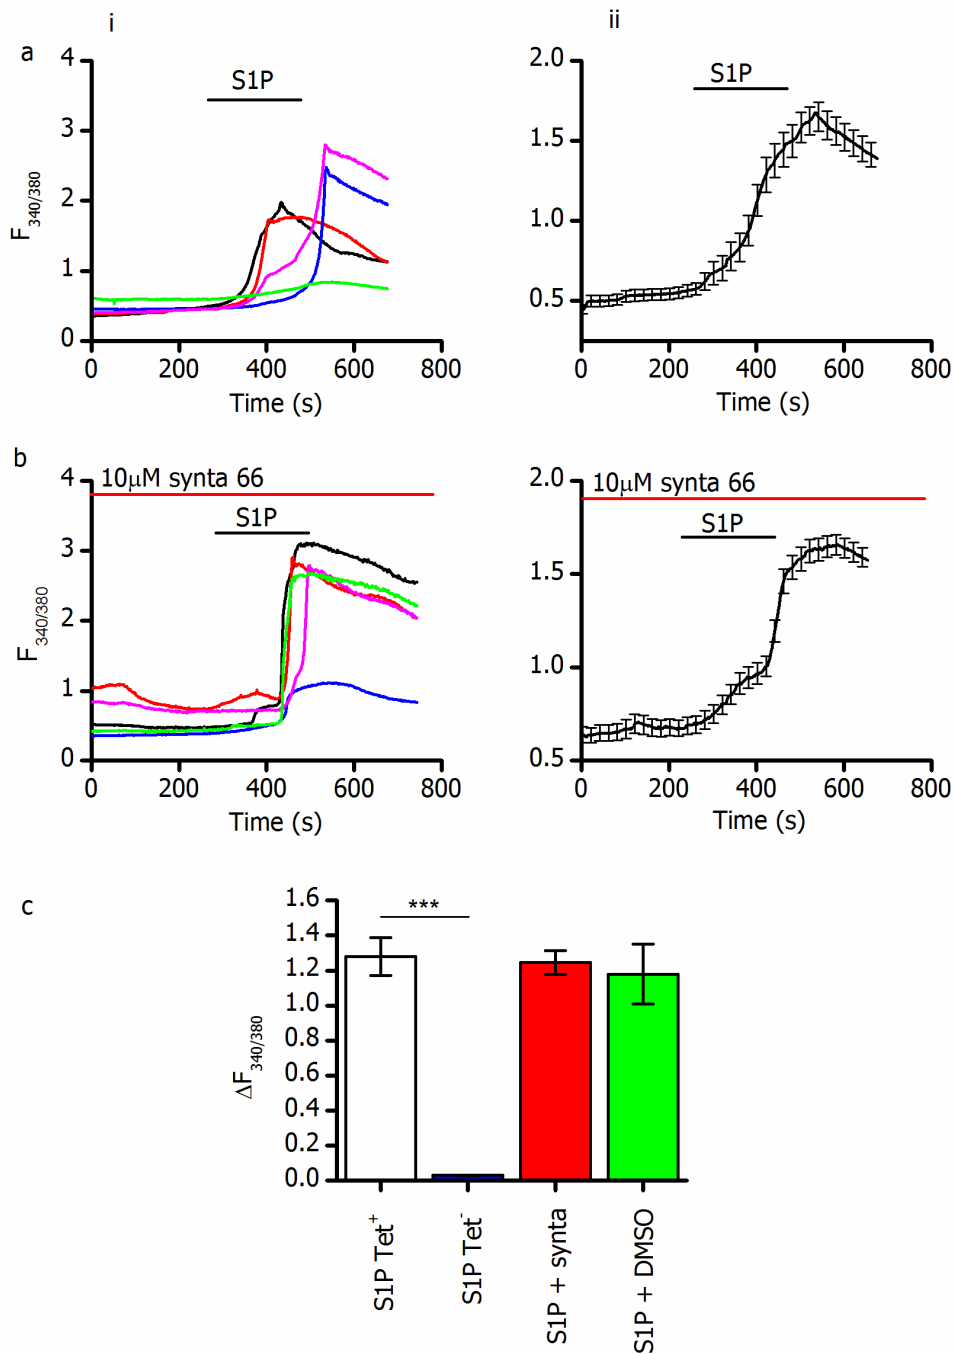 i
ii
a
4
3
2
1
0
F340/380
S1P
0 200 400 600 800
Time (s)
2.0
1.5
1.0
0.5
S1P
0 200 400 600 800
Time (s)
b
4
3
2
1
0
F340/380
10µM synta 66
S1P
0 200 400 600 800
Time (s)
2.0
1.5
1.0
0.5
10µM synta 66
S1P
0 200 400 600 800
Time (s)
c
1.6
1.4
1.2
1.0
0.8
0.6
0.4
0.2
0.0
ΔF340/380
***
S1P Tet+
S1P Tet-
S1P + synta
S1P + DMSO